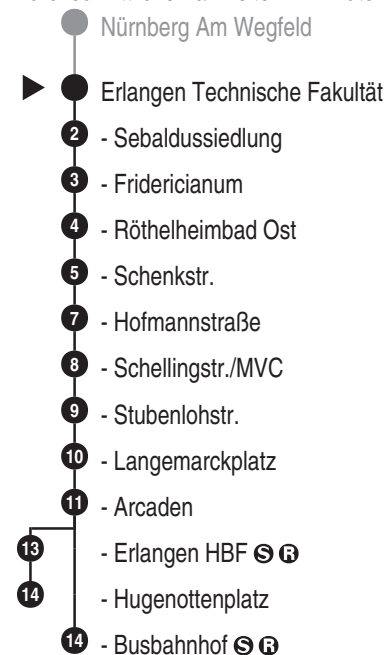 Nürnberg Am Wegfeld
Erlangen Technische Fakultät
2 - Sebaldussiedlung
3 - Fridericianum
4 - Röthelheimbad Ost
5 - Schenkstr.
7 - Hofmannstraße
8 - Schellingstr./MVC
9 - Stubenlohstr.
10 - Langemarckplatz
11 - Arcaden
13 - Erlangen HBF S R
14 - Hugenottenplatz
14 - Busbahnhof S R